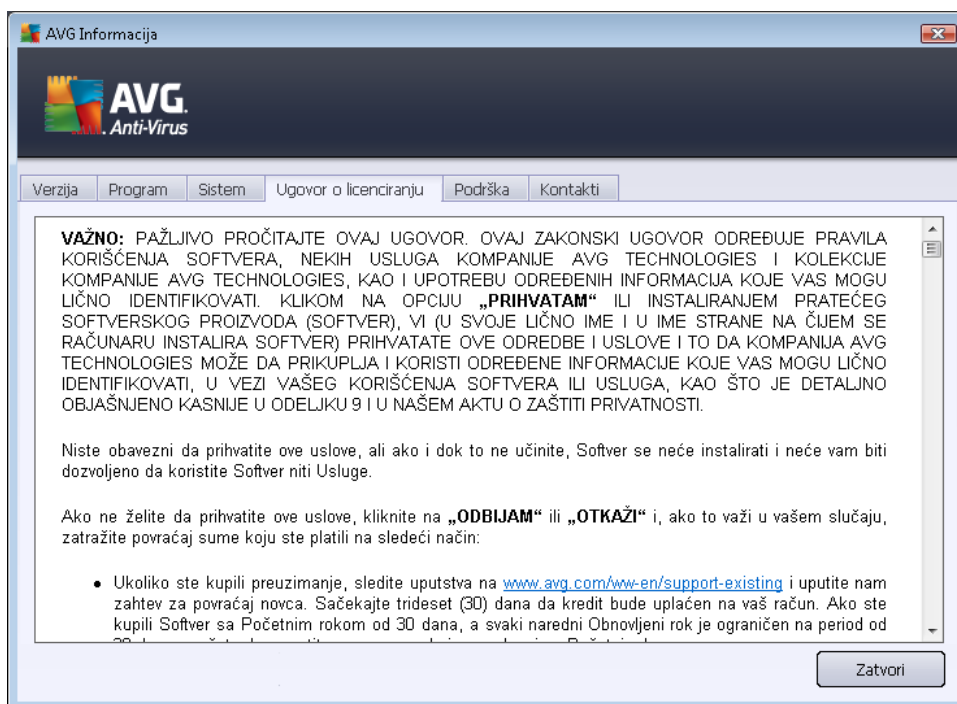 AVG Informacija
AVG.
Anti-Virus
Verzija Program Sistem Ugovor o licenciranju Podrška Kontakti
VAŽNO: PAŽLJIVO PROČITAJTE OVAJ UGOVOR. OVAJ ZAKONSKI UGOVOR ODREĐUJE PRAVILA
KORIŠĆENJA SOFTVERA, NEKIH USLUGA KOMPANIJE AVG TECHNOLOGIES I KOLEKCIJE
KOMPANIJE AVG TECHNOLOGIES, KAO I UPOTREBU ODREĐENIH INFORMACIJA KOJE VAS MOGU
LIČNO IDENTIFIKOVATI. KLIKOM NA OPCIJU „PRIHVATAM“ ILI INSTALIRANJEM PRATEĆEG
SOFTVERSKOG PROIZVODA (SOFTVER), VI (U SVOJE LIČNO IME I U IME STRANE NA ČIJEM SE
RAČUNARU INSTALIRA SOFTVER) PRIHVATATE OVE ODREDBE I USLOVE I TO DA KOMPANIJA AVG
TECHNOLOGIES MOŽE DA PRIKUPLJA I KORISTI ODREĐENE INFORMACIJE KOJE VAS MOGU LIČNO
IDENTIFIKOVATI, U VEZI VAŠEG KORIŠĆENJA SOFTVERA ILI USLUGA, KAO ŠTO JE DETALJNO
OBJAŠNJENO KASNIJE U ODELJKU 9 I U NAŠEM AKTU O ZAŠTITI PRIVATNOSTI.
Niste obavezni da prihvatite ove uslove, ali ako i dok to ne učinite, Softver se neće instalirati i neće vam biti
dozvoljeno da koristite Softver niti Usluge.
Ako ne želite da prihvatite ove uslove, kliknite na „ODBIJAM“ ili „OTKAŽI“ i, ako to važi u vašem slučaju,
zatražite povraćaj sume koju ste platili na sledeći način:
• Ukoliko ste kupili preuzimanje, sledite uputstva na www.avg.com/ww-en/support-existing i uputite nam
zahtev za povraćaj novca. Sačekajte trideset (30) dana da kredit bude uplaćen na vaš račun. Ako ste
kupili Softver sa Početnim rokom od 30 dana, a svaki naredni Obnovljeni rok je ograničen na period od
Zatvori